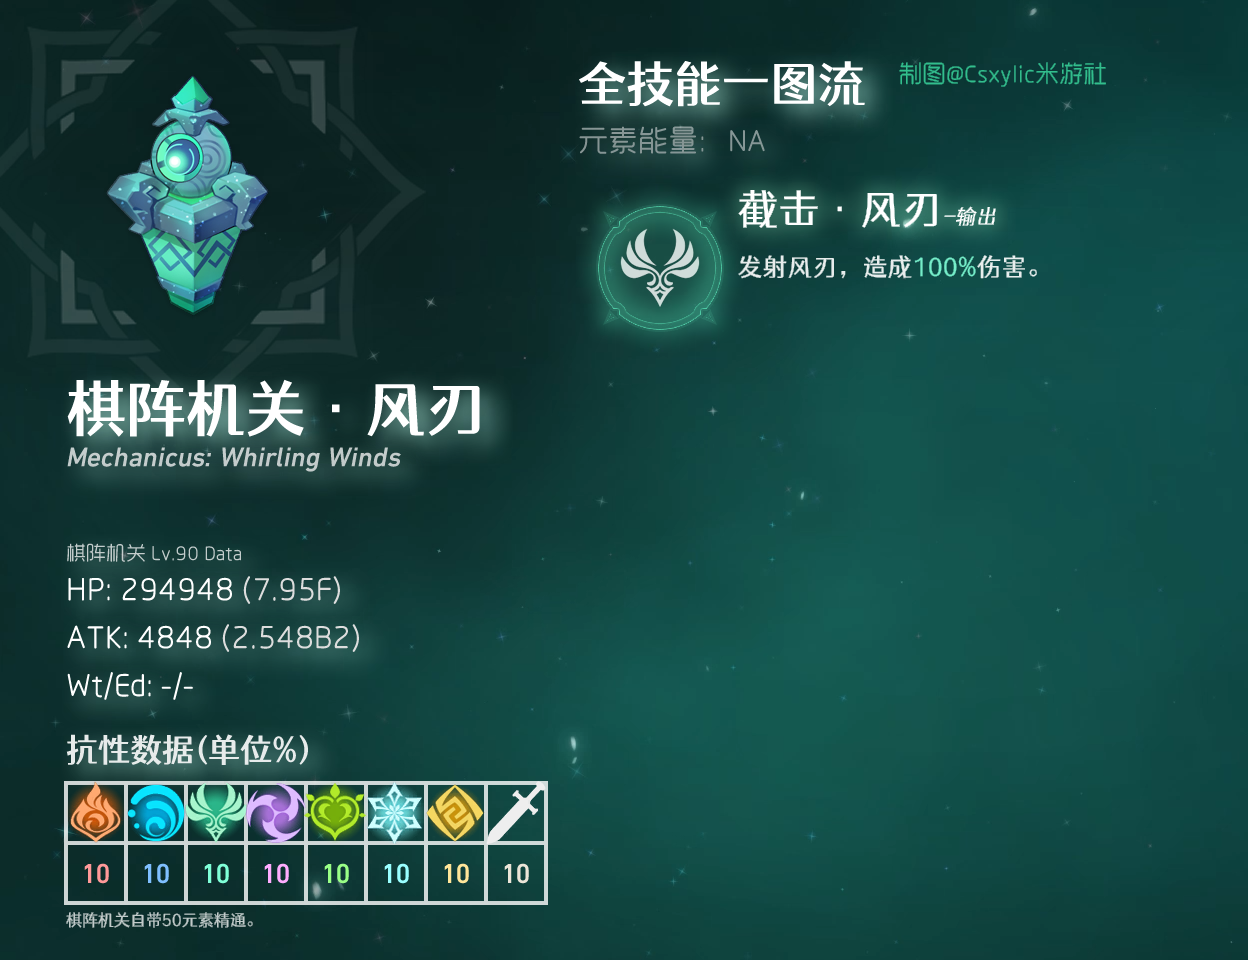 全技能一图流 制图@Csxylic米游社
元素能量: NA
截击·风刃-输出
发射风刃，造成100%伤害。
棋阵机关·风刃
Mechanicus: Whirling Winds
棋阵机关 Lv.90 Data
HP: 294948 (7.95F)
ATK: 4848 (2.548B2)
Wt/Ed: -/-
抗性数据(单位%)
10 10 10 10 10 10 10 10
棋阵机关自带50元素精通。